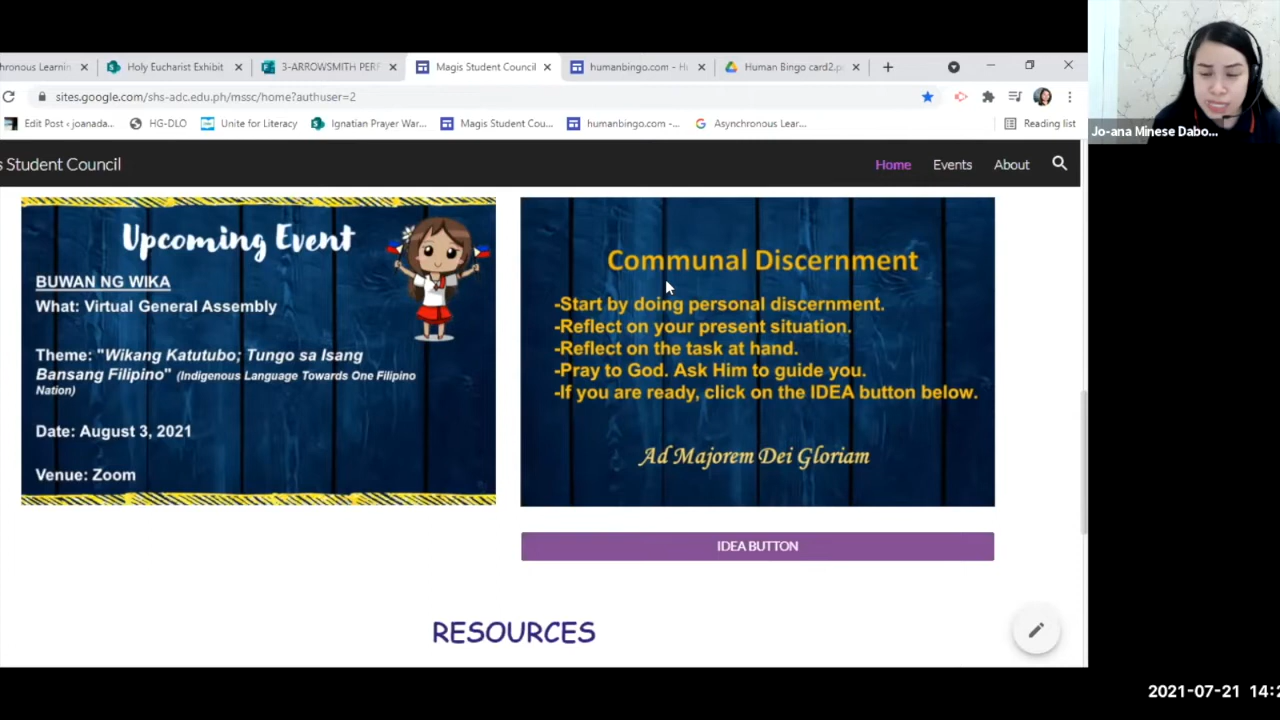 hronous Learnin
Holy Eucharist Exhibit
3-ARROWSMITH PERF
Magis Student Council
humanbingo.com - Hu
Human Bingo card2.p
sites.google.com/shs-adc.edu.ph/mssc/home?authuser=2
Edit Post ‹ joanada...
HG-DLO
Unite for Literacy
Ignatian Prayer War...
Magis Student Cou...
humanbingo.com -...
Asynchronous Lear...
Reading list
Jo-ana Minese Dabo...
s Student Council
Home
Events
About
Upcoming Event
BUWAN NG WIKA
What: Virtual General Assembly
Theme: "Wikang Katutubo; Tungo sa Isang
Bansang Filipino" (Indigenous Language Towards One Filipino
Nation)
Date: August 3, 2021
Venue: Zoom
Communal Discernment
-Start by doing personal discernment.
-Reflect on your present situation.
-Reflect on the task at hand.
-Pray to God. Ask Him to guide you.
-If you are ready, click on the IDEA button below.
Ad Majorem Dei Gloriam
IDEA BUTTON
RESOURCES
2021-07-21 14:2